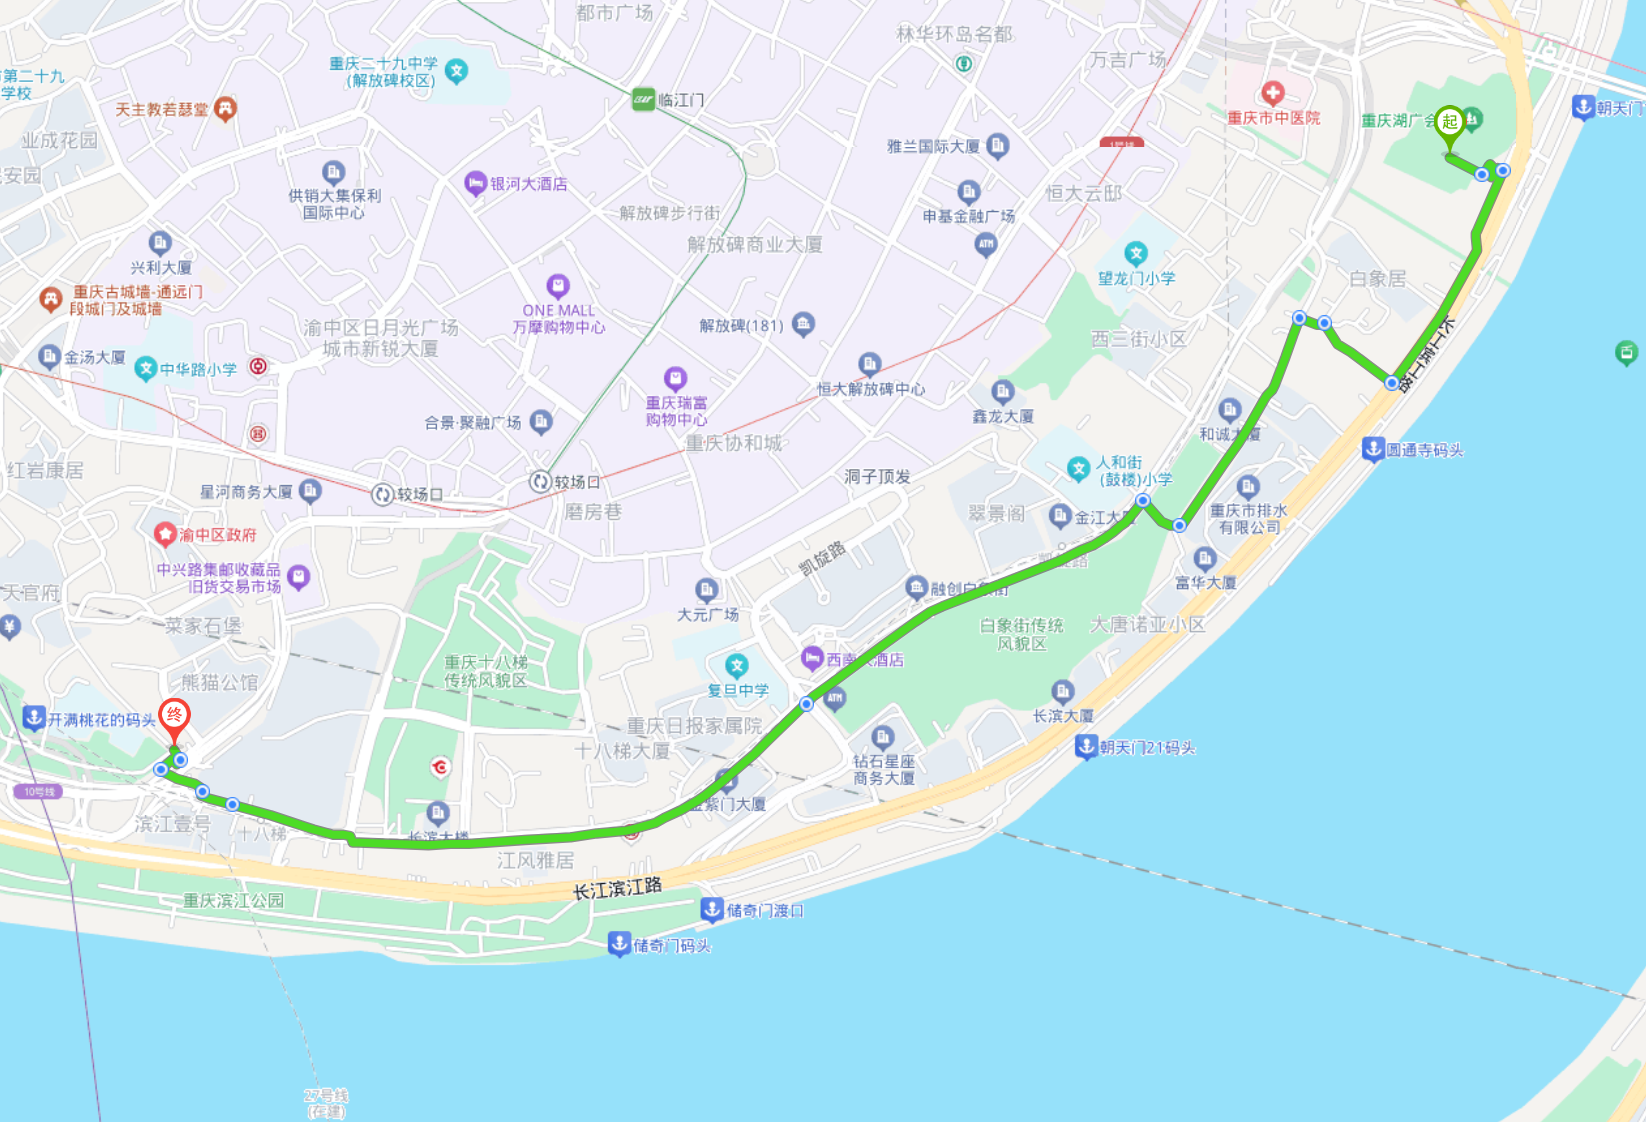 都市广场
林华环岛名都
万吉广场
重庆二十九中学
(解放碑校区)
市第二十九
学校
临江门
朝天门
天主教若瑟堂
重庆市中医院
重庆湖广会
起
业成花园
雅兰国际大厦
1号线
供销大集保利
国际中心
银河大酒店
解放碑步行街
恒大云邸
申基金融广场
解放碑商业大厦
ATM
兴利大厦
望龙门小学
白象居
重庆古城墙-通远门
段城门及城墙
ONE MALL
万摩购物中心
渝中区日月光广场
城市新锐大厦
解放碑(181)
西三街小区
金汤大厦
中华路小学
长江滨江路
恒大解放碑中心
重庆瑞富
购物中心
合景·聚融广场
鑫龙大厦
和诚大厦
重庆协和城
圆通寺码头
红岩康居
人和街
(鼓楼)小学
洞子顶发
星河商务大厦
较场口
较场口
磨房巷
翠景阁
金江大
重庆市排水
有限公司
渝中区政府
凯旋路
凯旋路
中兴路集邮收藏品
旧货交易市场
富华大厦
天官府
融创白象街
大元广场
菜家石堡
白象街传统
风貌区
大唐诺亚小区
重庆十八梯
传统风貌区
西南大酒店
熊猫公馆
复旦中学
ATM
长滨大厦
开满桃花的码头
终
重庆日报家属院
十八梯大厦
朝天门21码头
钻石星座
商务大厦
10号线
金紫门大厦
滨江壹号
十八梯
长滨大楼
江风雅居
长江滨江路
重庆滨江公园
储奇门渡口
储奇门码头
27号线
(在建)